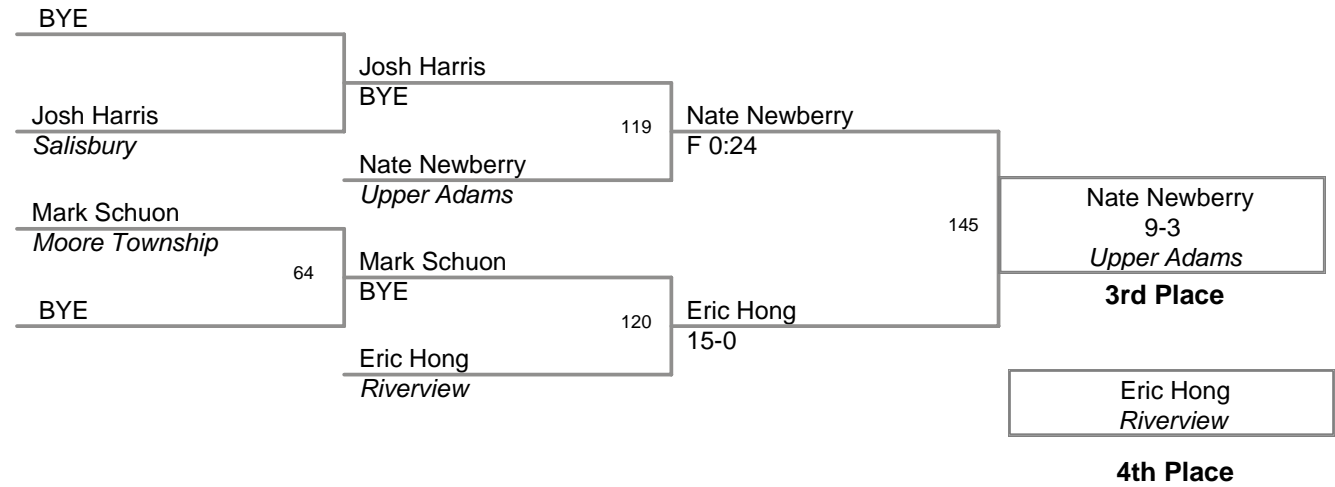 BYE
Josh Harris
BYE
Josh Harris
Salisbury
119
Nate Newberry
F 0:24
Nate Newberry
Upper Adams
Mark Schuon
Moore Township
145
Nate Newberry
9-3
Upper Adams
3rd Place
64
Mark Schuon
BYE
BYE
120
Eric Hong
15-0
Eric Hong
Riverview
Eric Hong
Riverview
4th Place